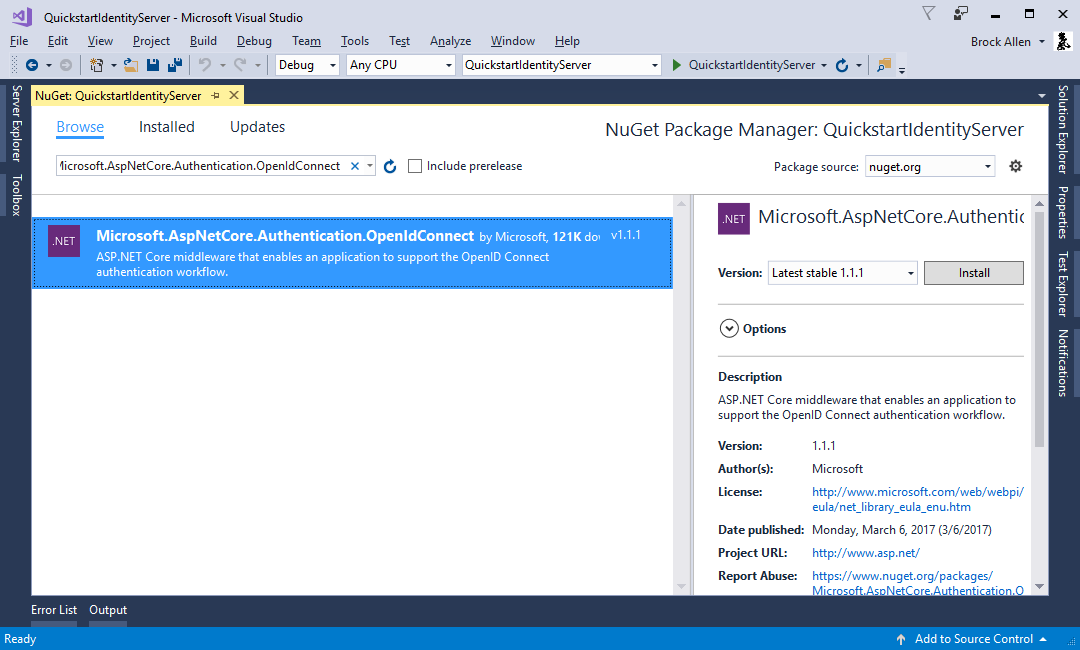 QuickstartIdentityServer - Microsoft Visual Studio
File Edit View Project Build Debug Team Tools Test Analyze Window Help
Brock Allen
Debug Any CPU QuickstartIdentityServer QuickstartIdentityServer
Server Explorer
Toolbox
NuGet: QuickstartIdentityServer
Browse Installed Updates
NuGet Package Manager: QuickstartIdentityServer
Microsoft.AspNetCore.Authentication.OpenIdConnect
Include prerelease
Package source: nuget.org
.NET
Microsoft.AspNetCore.Authentication.OpenIdConnect by Microsoft, 121K dow v1.1.1
ASP.NET Core middleware that enables an application to support the OpenID Connect
authentication workflow.
.NET
Microsoft.AspNetCore.Authentic
Version: Latest stable 1.1.1 Install
Options
Description
ASP.NET Core middleware that enables an application to
support the OpenID Connect authentication workflow.
Version: 1.1.1
Author(s): Microsoft
License: http://www.microsoft.com/web/webpi/
eula/net_library_eula_enu.htm
Date published: Monday, March 6, 2017 (3/6/2017)
Project URL: http://www.asp.net/
Report Abuse: https://www.nuget.org/packages/
Microsoft.AspNetCore.Authentication.O
Solution Explorer
Properties
Test Explorer
Notifications
Error List Output
Ready
Add to Source Control